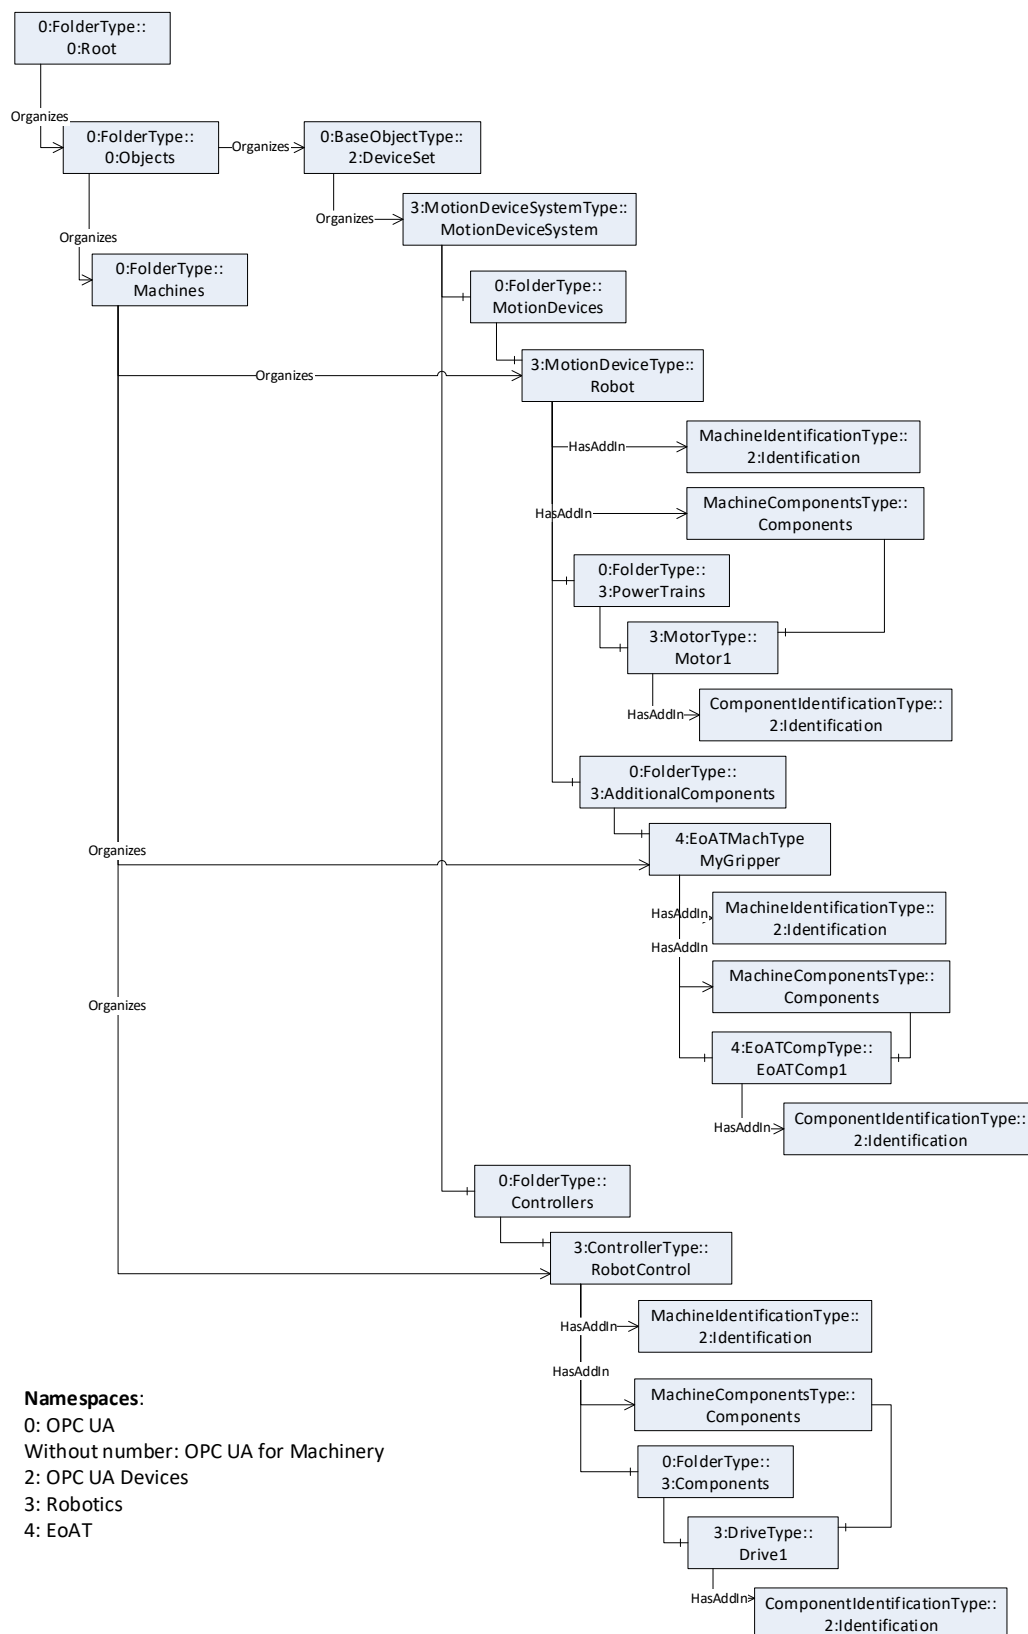 0:FolderType::
0:Root
Organizes
0:FolderType::
0:Objects
Organizes
0:BaseObjectType::
2:DeviceSet
Organizes
3:MotionDeviceSystemType::
MotionDeviceSystem
Organizes
0:FolderType::
Machines
0:FolderType::
MotionDevices
Organizes
3:MotionDeviceType::
Robot
HasAddIn
MachineIdentificationType::
2:Identification
HasAddIn
MachineComponentsType::
Components
0:FolderType::
3:PowerTrains
3:MotorType::
Motor1
HasAddIn
ComponentIdentificationType::
2:Identification
0:FolderType::
3:AdditionalComponents
Organizes
4:EoATMachType
MyGripper
HasAddIn
MachineIdentificationType::
2:Identification
HasAddIn
MachineComponentsType::
Components
Organizes
4:EoATCompType::
EoATComp1
HasAddIn
ComponentIdentificationType::
2:Identification
0:FolderType::
Controllers
3:ControllerType::
RobotControl
HasAddIn
MachineIdentificationType::
2:Identification
HasAddIn
MachineComponentsType::
Components
0:FolderType::
3:Components
3:DriveType::
Drive1
HasAddIn
ComponentIdentificationType::
2:Identification
Namespaces:
0: OPC UA
Without number: OPC UA for Machinery
2: OPC UA Devices
3: Robotics
4: EoAT